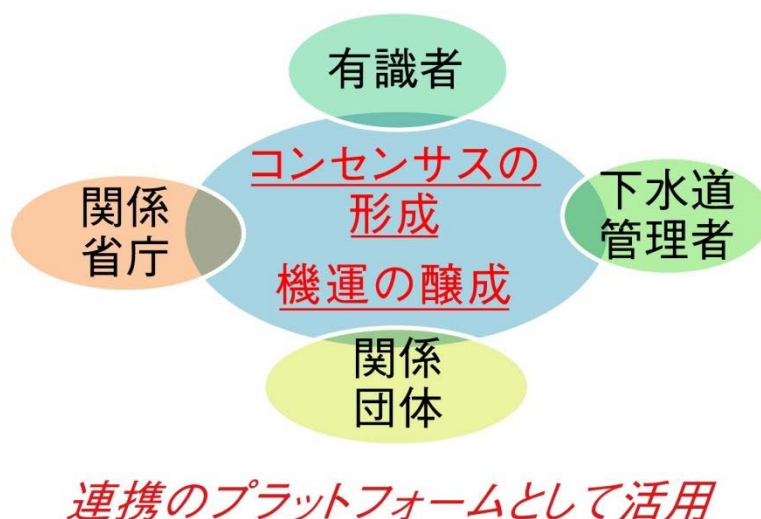 有識者
コンセンサスの
形成
機運の醸成
関係
省庁
下水道
管理者
関係
団体
連携のプラットフォームとして活用